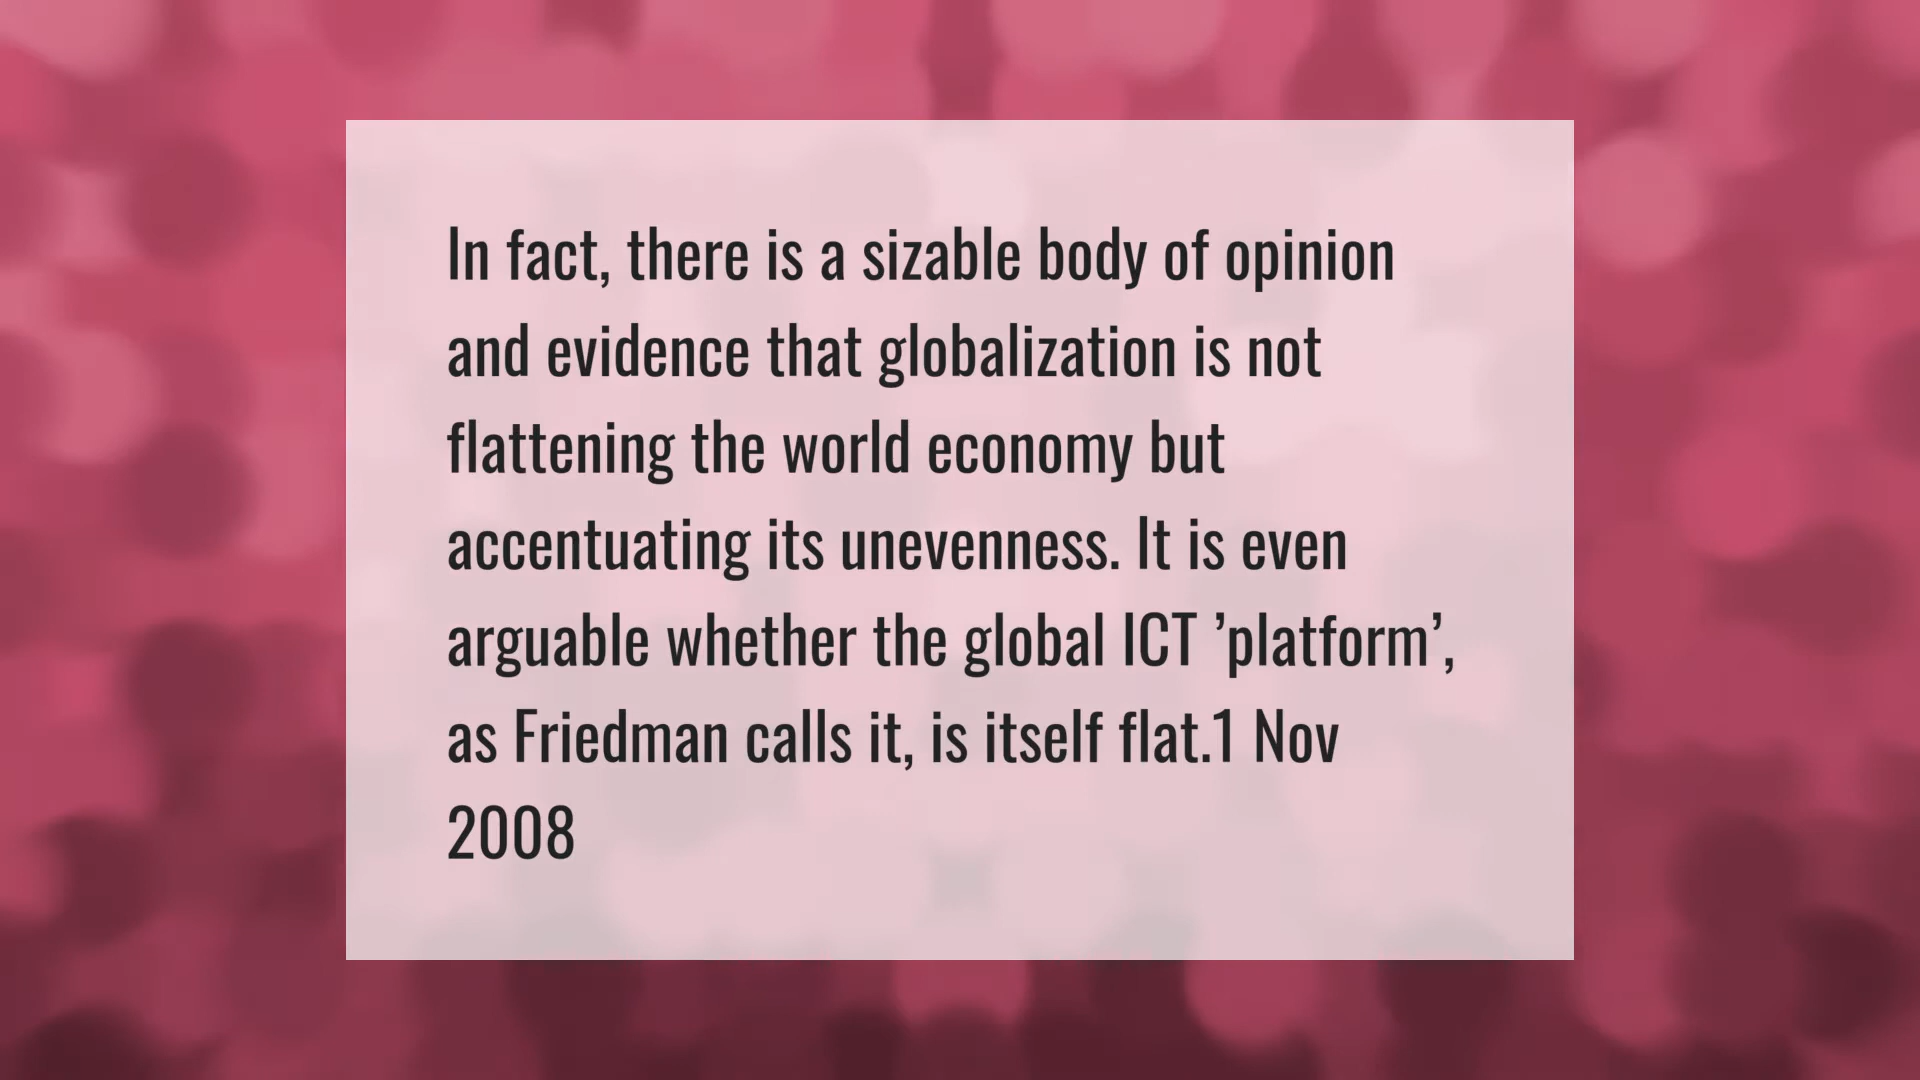 In fact, there is a sizable body of opinion
and evidence that globalization is not
flattening the world economy but
accentuating its unevenness. It is even
arguable whether the global ICT ’platform’,
as Friedman calls it, is itself flat.1 Nov
2008